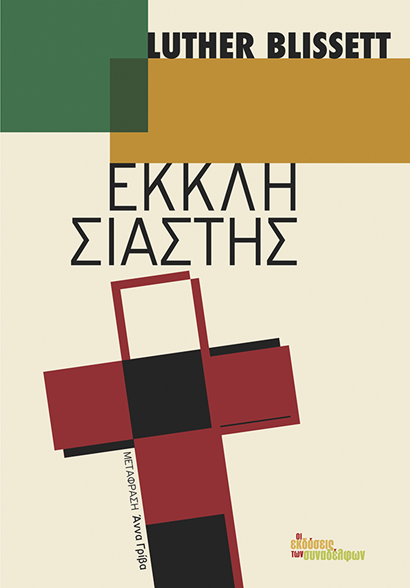 LUTHER BLISSETT
ΕΚΚΛΗ
ΣΙΑΣΤΗΣ
ΜΕΤΑΦΡΑΣΗ Άννα Γρίβα
οι
εκδόσεις
των συναδέλφων